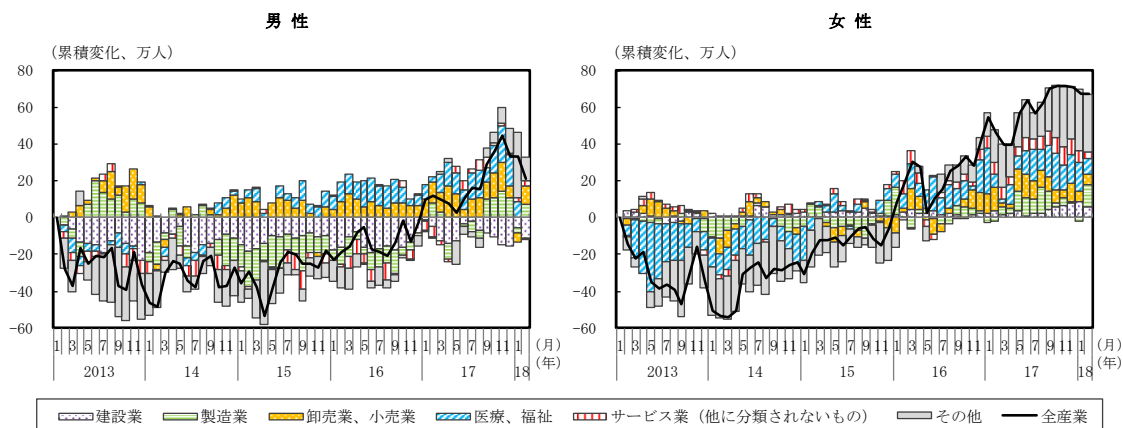 男 性
(累積変化、万人)
80
60
40
20
0
-20
-40
-60
1 3 5 7 9 11 1 3 5 7 9 11 1 3 5 7 9 11 1 3 5 7 9 11 1 3 5 7 9 11 1 (月)
2013 14 15 16 17 18 (年)
女 性
(累積変化、万人)
80
60
40
20
0
-20
-40
-60
1 3 5 7 9 11 1 3 5 7 9 11 1 3 5 7 9 11 1 3 5 7 9 11 1 3 5 7 9 11 1 (月)
2013 14 15 16 17 18 (年)
建設業 製造業 卸売業、小売業 医療、福祉 サービス業（他に分類されないもの） その他 全産業